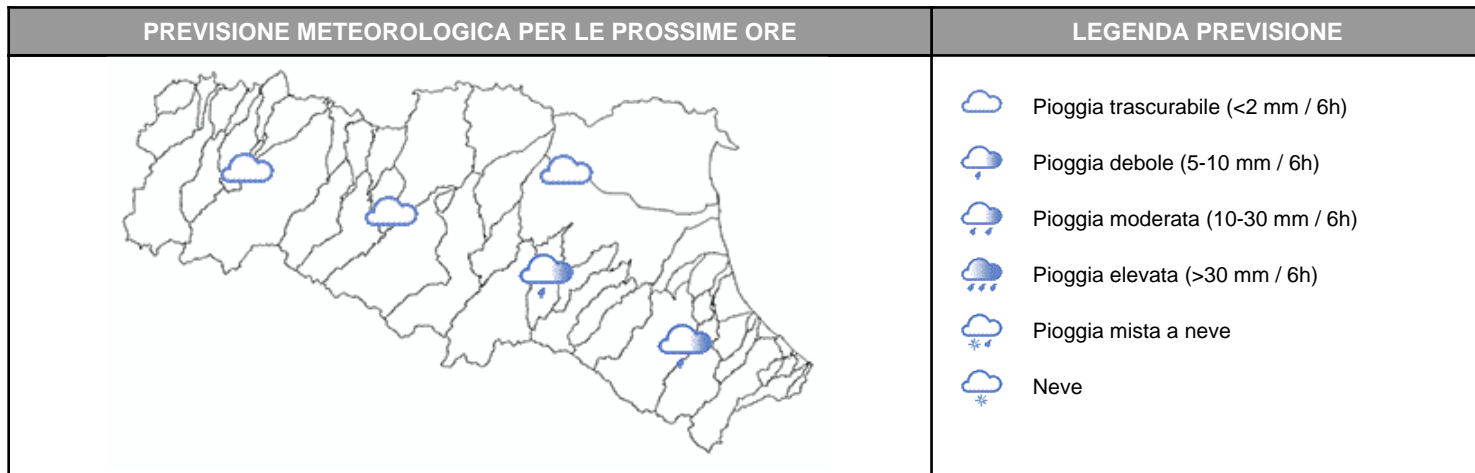 PREVISIONE METEOROLOGICA PER LE PROSSIME ORE
LEGENDA PREVISIONE
Pioggia trascurabile (<2 mm / 6h)
Pioggia debole (5-10 mm / 6h)
Pioggia moderata (10-30 mm / 6h)
Pioggia elevata (>30 mm / 6h)
Pioggia mista a neve
Neve